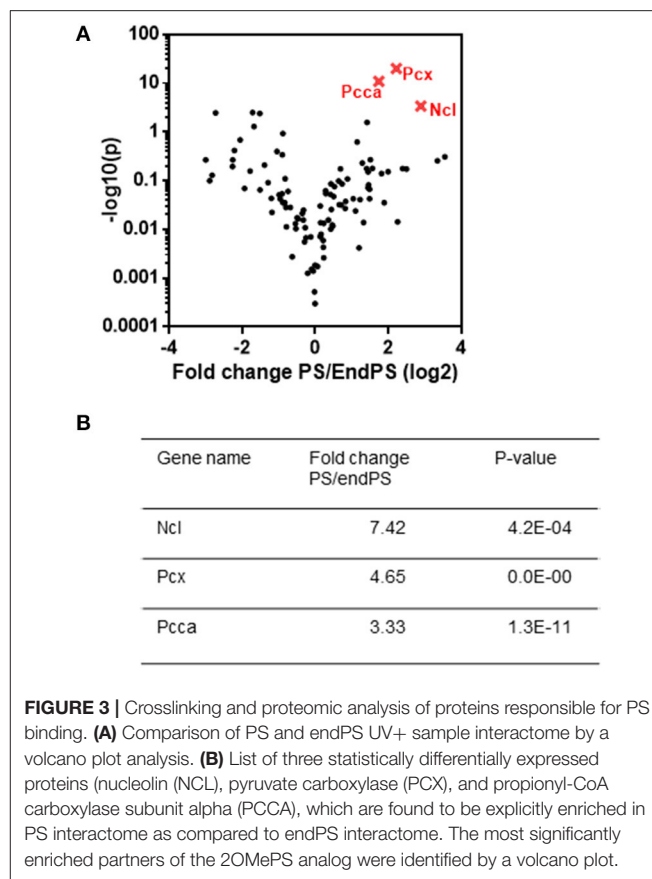 A
100
10
1
0.1
0.01
0.001
0.0001
-log10(p)
Pcx
Pcca
Ncl
-4 -2 0 2 4
Fold change PS/EndPS (log2)
B
Gene name Fold change P-value
PS/endPS
Ncl 7.42 4.2E-04
Pcx 4.65 0.0E-00
Pcca 3.33 1.3E-11
FIGURE 3 | Crosslinking and proteomic analysis of proteins responsible for PS
binding. (A) Comparison of PS and endPS UV+ sample interactome by a
volcano plot analysis. (B) List of three statistically differentially expressed
proteins (nucleolin (NCL), pyruvate carboxylase (PCX), and propionyl-CoA
carboxylase subunit alpha (PCCA), which are found to be explicitly enriched in
PS interactome as compared to endPS interactome. The most significantly
enriched partners of the 2OMePS analog were identified by a volcano plot.